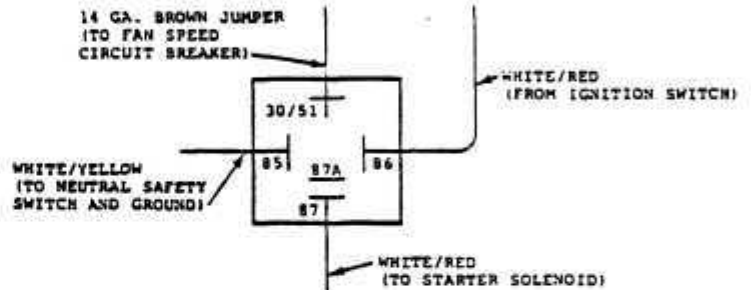 14 GA. BROWN JUMPER
(TO FAN SPEED
CIRCUIT BREAKER)
WHITE/RED
(FROM IGNITION SWITCH)
30/51
85
87A
86
WHITE/YELLOW
(TO NEUTRAL SAFETY
SWITCH AND GROUND)
87
WHITE/RED
(TO STARTER SOLENOID)